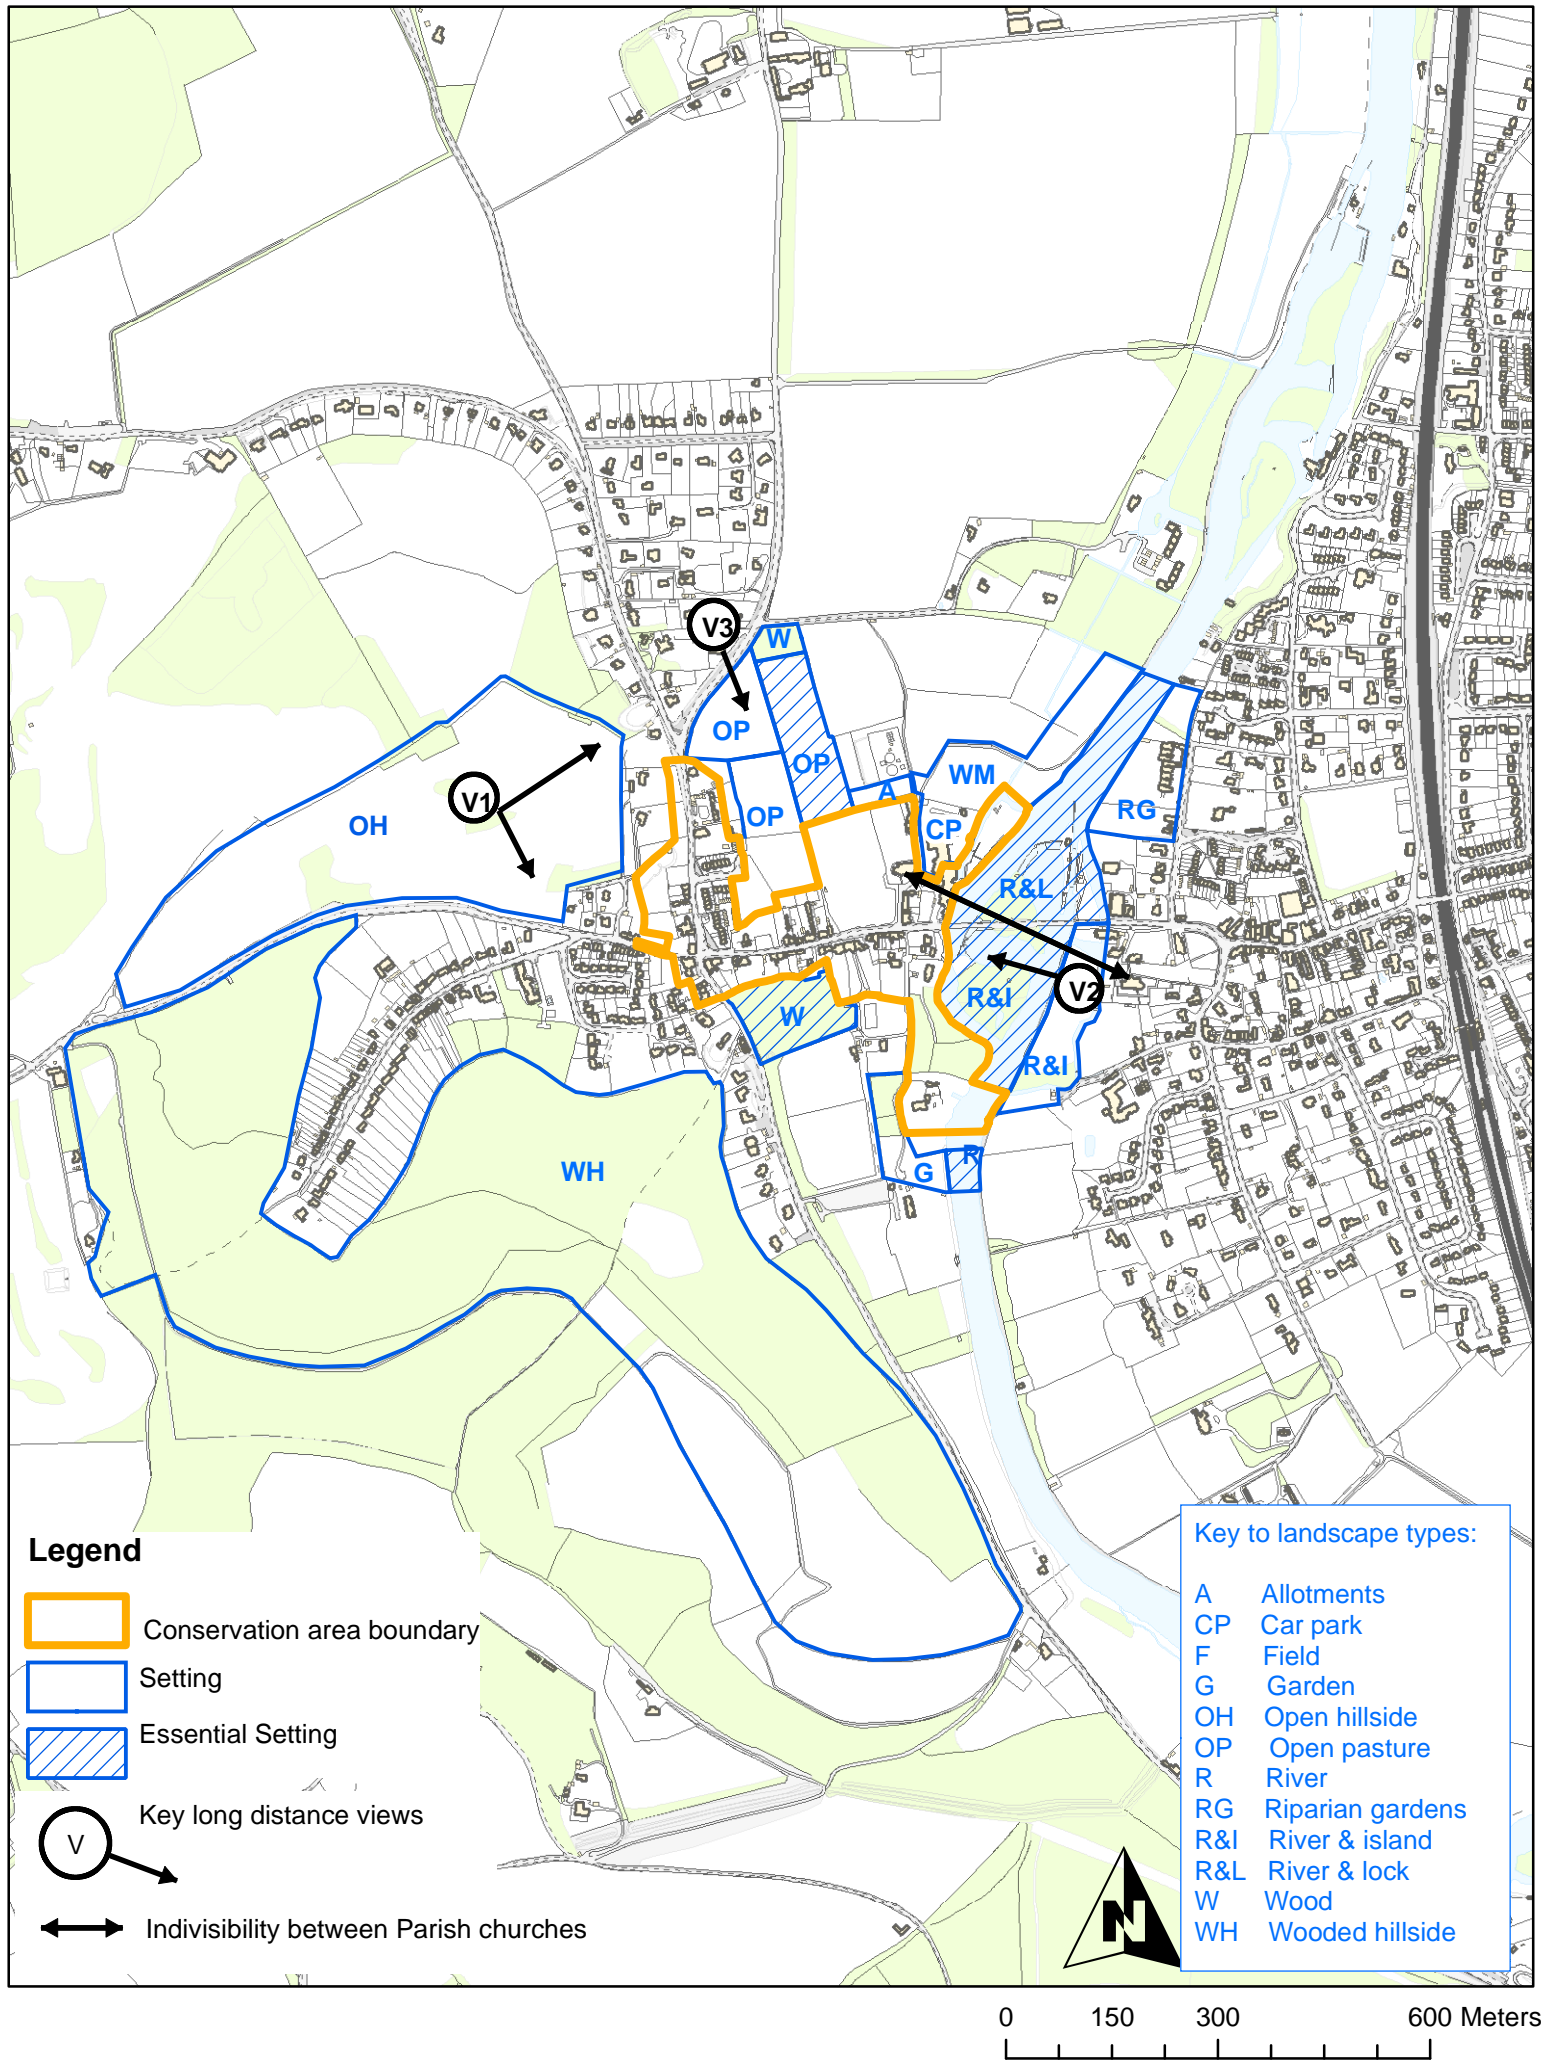 V3
W
OP
OP
OP
A
WM
CP
RG
V1
OH
R&L
R&I
V2
W
R&I
R
G
WH
Legend
Conservation area boundary
Setting
Essential Setting
V
Key long distance views
Indivisibility between Parish churches
N
Key to landscape types:
A Allotments
CP Car park
F Field
G Garden
OH Open hillside
OP Open pasture
R River
RG Riparian gardens
R&I River & island
R&L River & lock
W Wood
WH Wooded hillside
0 150 300 600 Meters